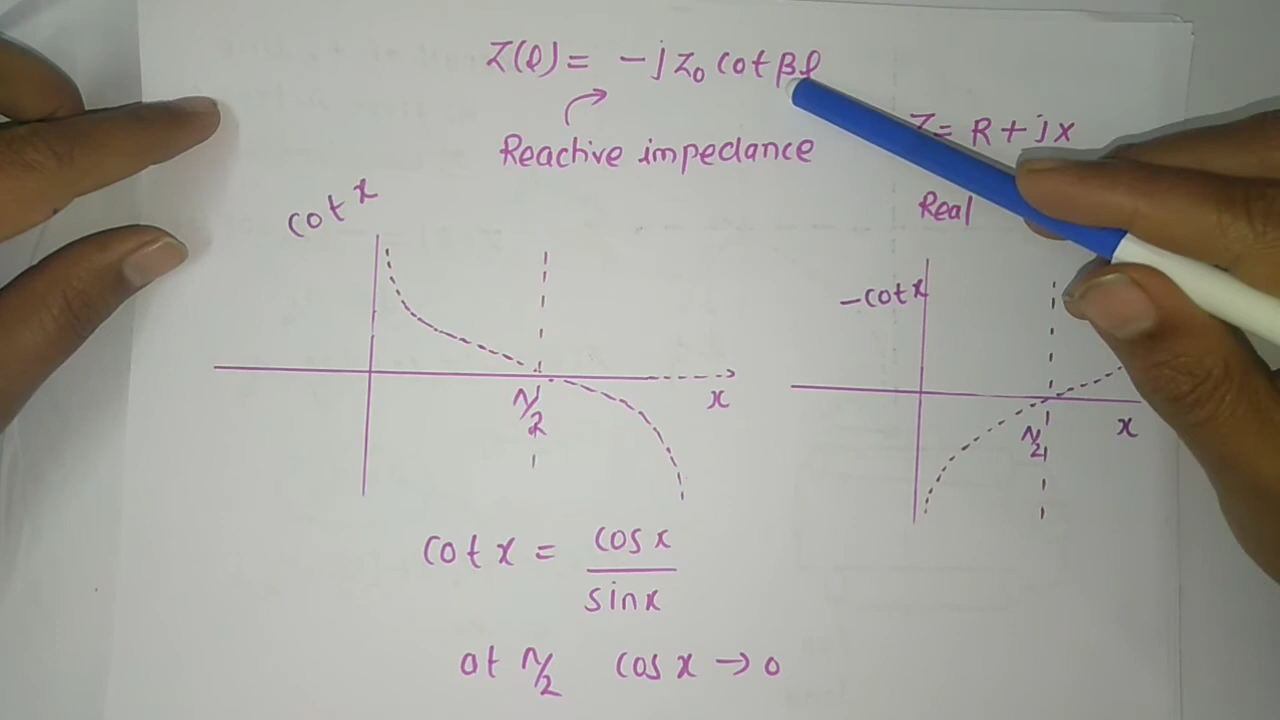 Z(l) = -j Z₀ cot βl
Reactive impedance
Z = R + jx
Real
cot x
π/2
x
-cot x
π/2
x
cot x = cos x / sin x
at π/2 cos x → 0